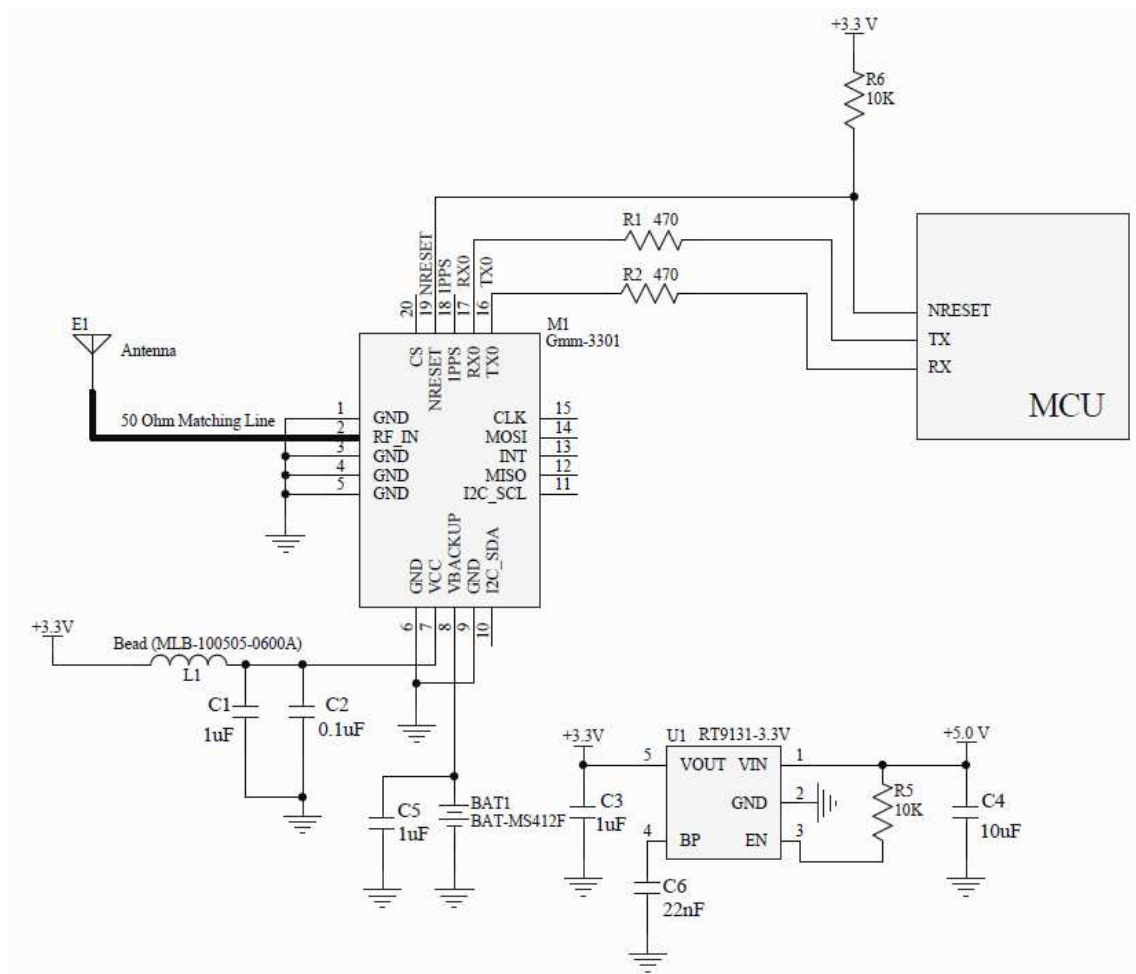 +3.3 V
R6
10K
R1 470
R2 470
20
19 NRESET
18 1PPS
17 RX0
16 TX0
M1
Gmm-3301
E1
Antenna
50 Ohm Matching Line
CS
NRESET
1PPS
RX0
TX0
NRESET
TX
RX
MCU
1 GND
2 RF_IN
3 GND
4 GND
5 GND
CLK 15
MOSI 14
INT 13
MISO 12
I2C_SCL 11
GND
VCC
VBACKUP
GND
I2C_SDA
6
7
8
9
10
+3.3V
Bead (MLB-100505-0600A)
L1
C1
1uF
C2
0.1uF
C5
1uF
BAT1
BAT-MS412F
+3.3V
U1 RT9131-3.3V
+5.0 V
5 VOUT VIN 1
GND 2
4 BP EN 3
C3
1uF
R5
10K
C4
10uF
C6
22nF